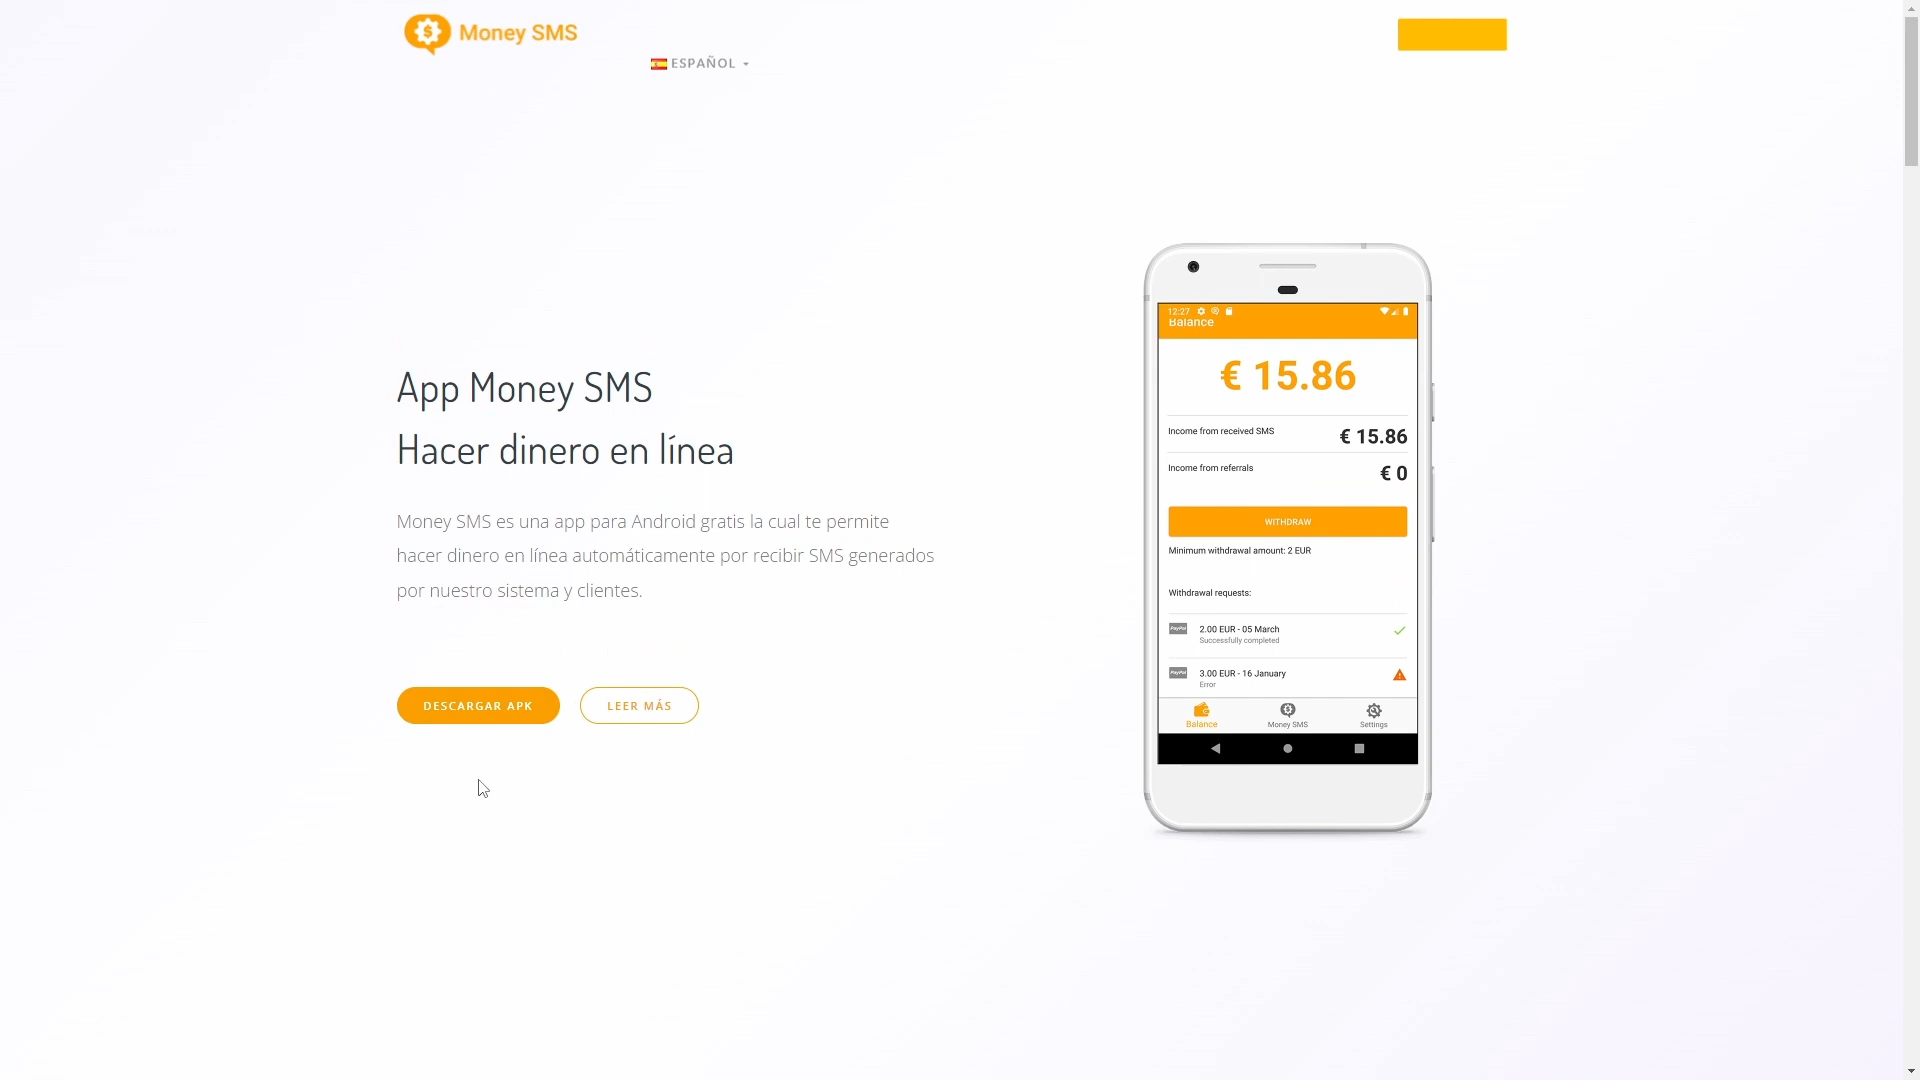 Money SMS
ESPAÑOL
App Money SMS
Hacer dinero en línea
Money SMS es una app para Android gratis la cual te permite
hacer dinero en línea automáticamente por recibir SMS generados
por nuestro sistema y clientes.
DESCARGAR APK
LEER MÁS
12:27
Balance
€ 15.86
Income from received SMS
€ 15.86
Income from referrals
€ 0
WITHDRAW
Minimum withdrawal amount: 2 EUR
Withdrawal requests:
PayPal
2.00 EUR - 05 March
Successfully completed
PayPal
3.00 EUR - 16 January
Error
Balance
Money SMS
Settings